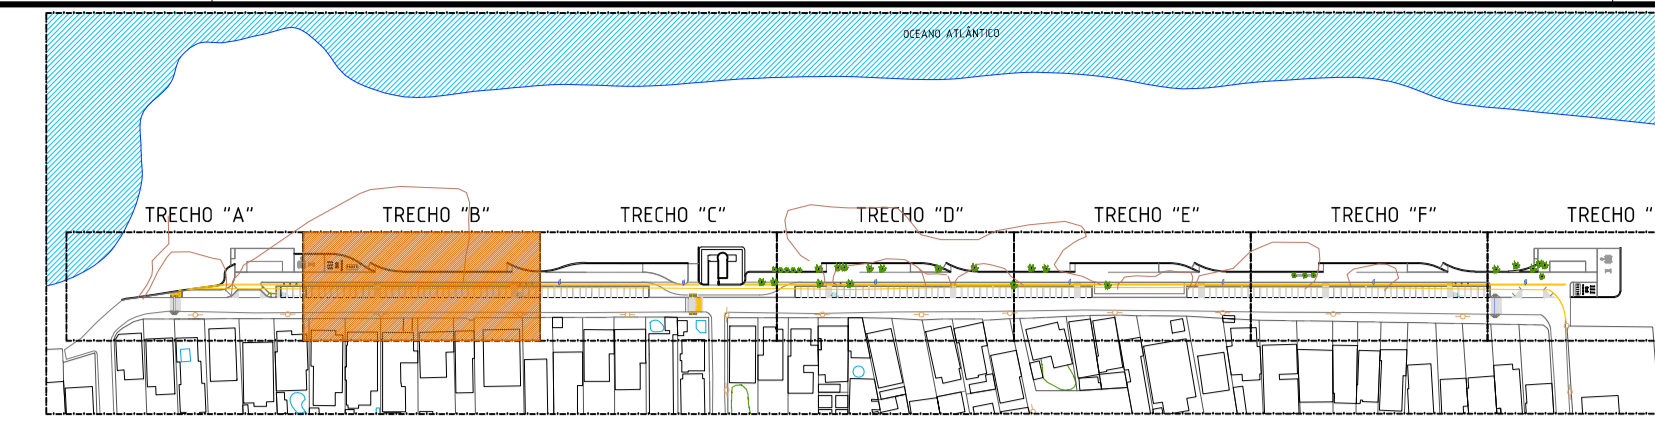 OCEANO ATLÂNTICO
TRECHO "A"
TRECHO "B"
TRECHO "C"
TRECHO "D"
TRECHO "E"
TRECHO "F"
TRECHO "